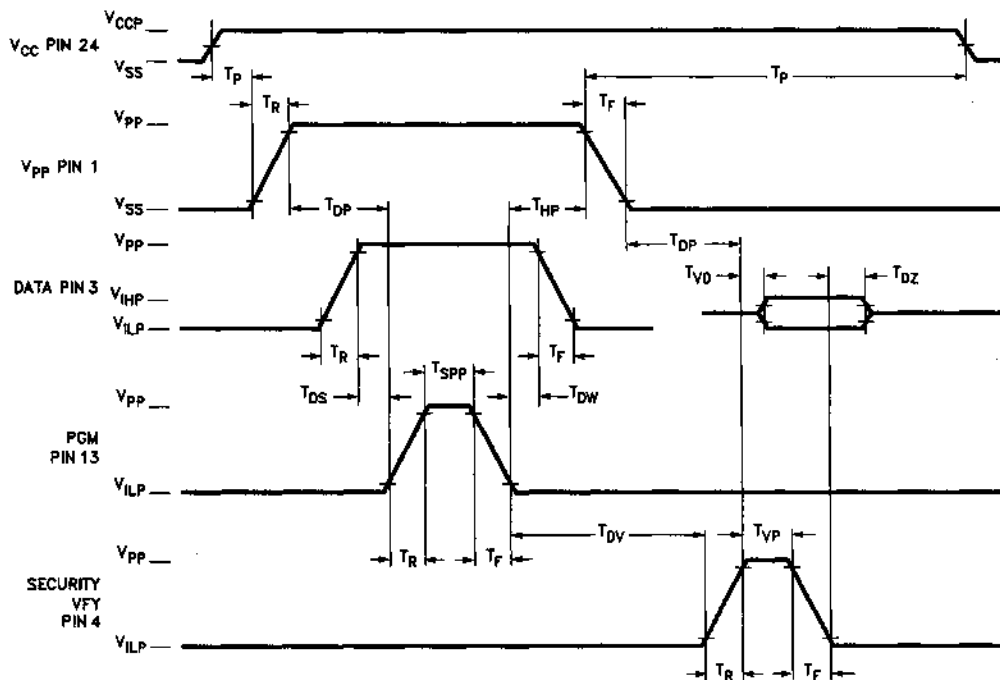 VCCP
VCC PIN 24
VSS
TP
TP
TR
TF
VPP
VPP PIN 1
VSS
TDP
THP
VPP
TDP
TVD
TDZ
DATA PIN 3
VIHP
VILP
TR
TF
TSPP
TDS
TDW
VPP
PGM
PIN 13
VILP
TDV
TVP
VPP
TR
TF
SECURITY
VFY
PIN 4
VILP
TR
TF